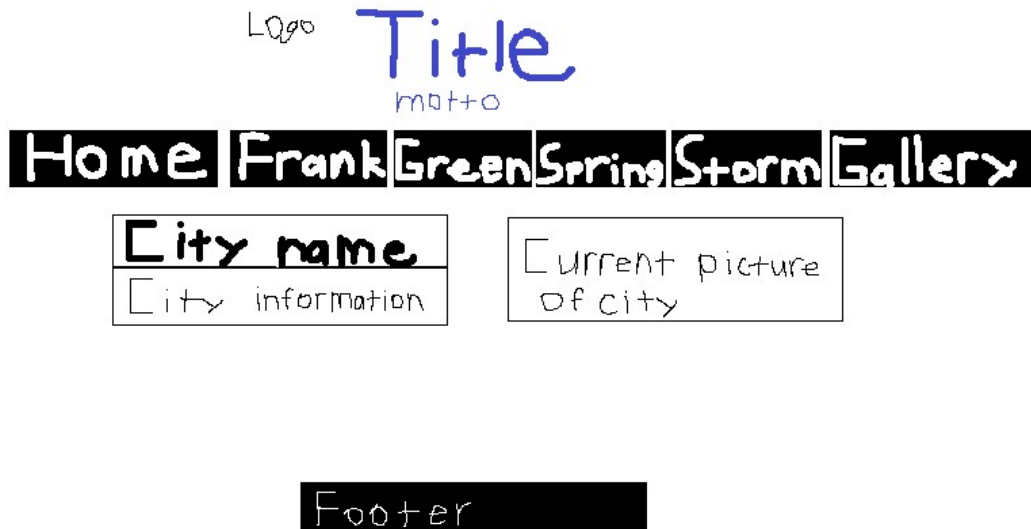 Logo Title
motto
Home Frank Green Spring Storm Gallery
City name
City information
Current picture
of city
Footer